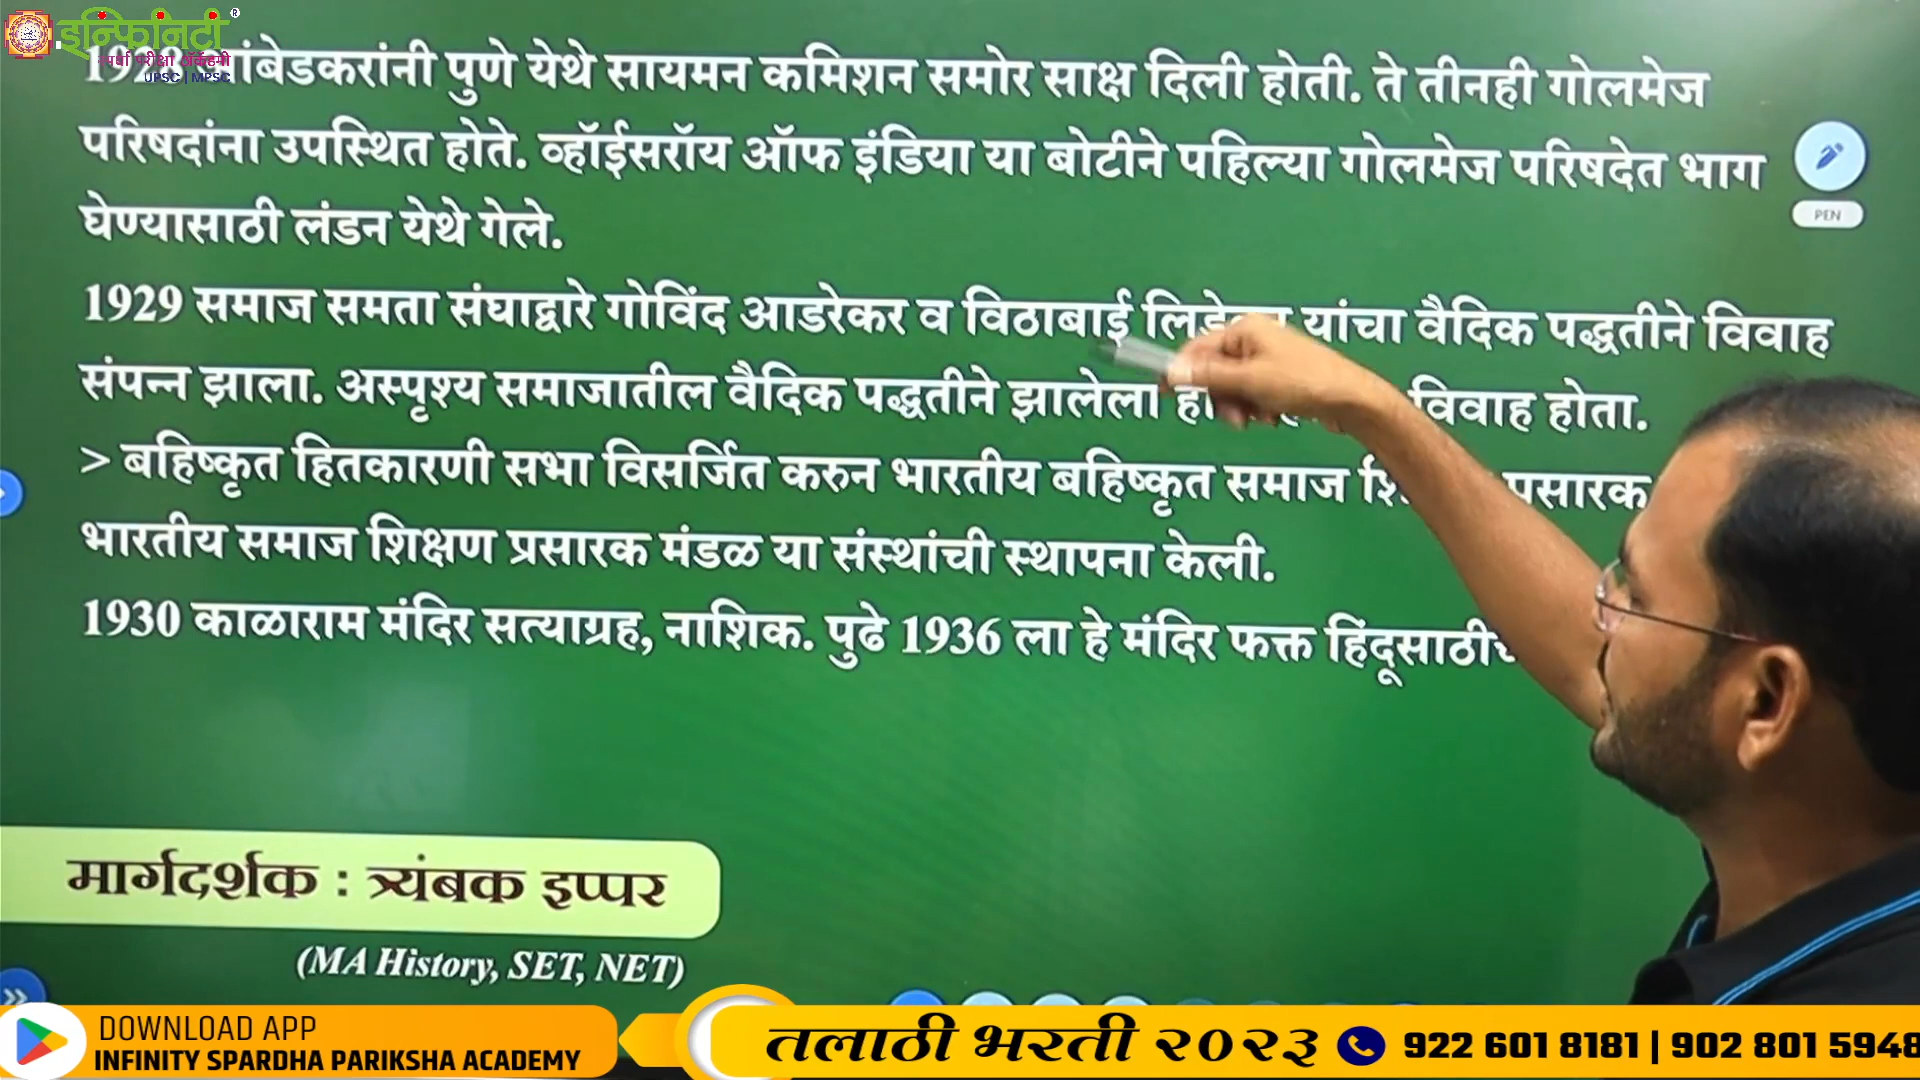 इन्फिनिटी ®
स्पर्धा परीक्षा ॲकॅडमी
UPSC | MPSC
1928 आंबेडकरांनी पुणे येथे सायमन कमिशन समोर साक्ष दिली होती. ते तीनही गोलमेज
परिषदांना उपस्थित होते. व्हॉईसरॉय ऑफ इंडिया या बोटीने पहिल्या गोलमेज परिषदेत भाग
घेण्यासाठी लंडन येथे गेले.
PEN
1929 समाज समता संघाद्वारे गोविंद आडरेकर व विठाबाई यांचा वैदिक पद्धतीने विवाह
संपन्न झाला. अस्पृश्य समाजातील वैदिक पद्धतीने झालेला विवाह होता.
> बहिष्कृत हितकारणी सभा विसर्जित करुन भारतीय बहिष्कृत समाज प्रसारक
भारतीय समाज शिक्षण प्रसारक मंडळ या संस्थांची स्थापना केली.
1930 काळाराम मंदिर सत्याग्रह, नाशिक. पुढे 1936 ला हे मंदिर फक्त हिंदूसाठीच
मार्गदर्शक : त्र्यंबक इप्पर
(MA History, SET, NET)
DOWNLOAD APP
INFINITY SPARDHA PARIKSHA ACADEMY
तलाठी भरती २०२३
922 601 8181 | 902 801 5948